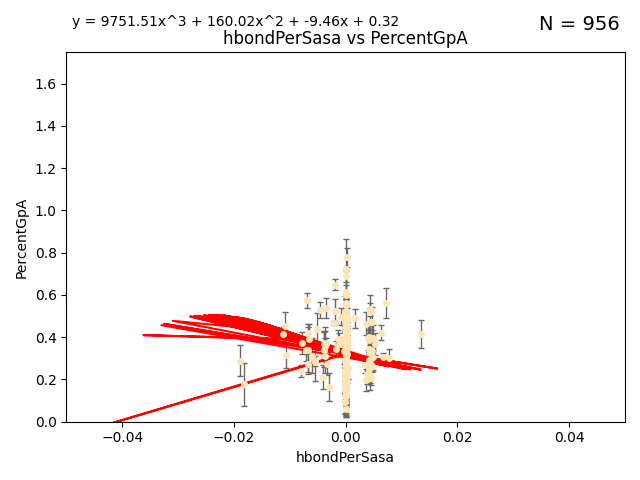 y = 9751.51x^3 + 160.02x^2 + -9.46x + 0.32
N = 956
hbondPerSasa vs PercentGpA
PercentGpA
1.6
1.4
1.2
1.0
0.8
0.6
0.4
0.2
0.0
−0.04 −0.02 0.00 0.02 0.04
hbondPerSasa